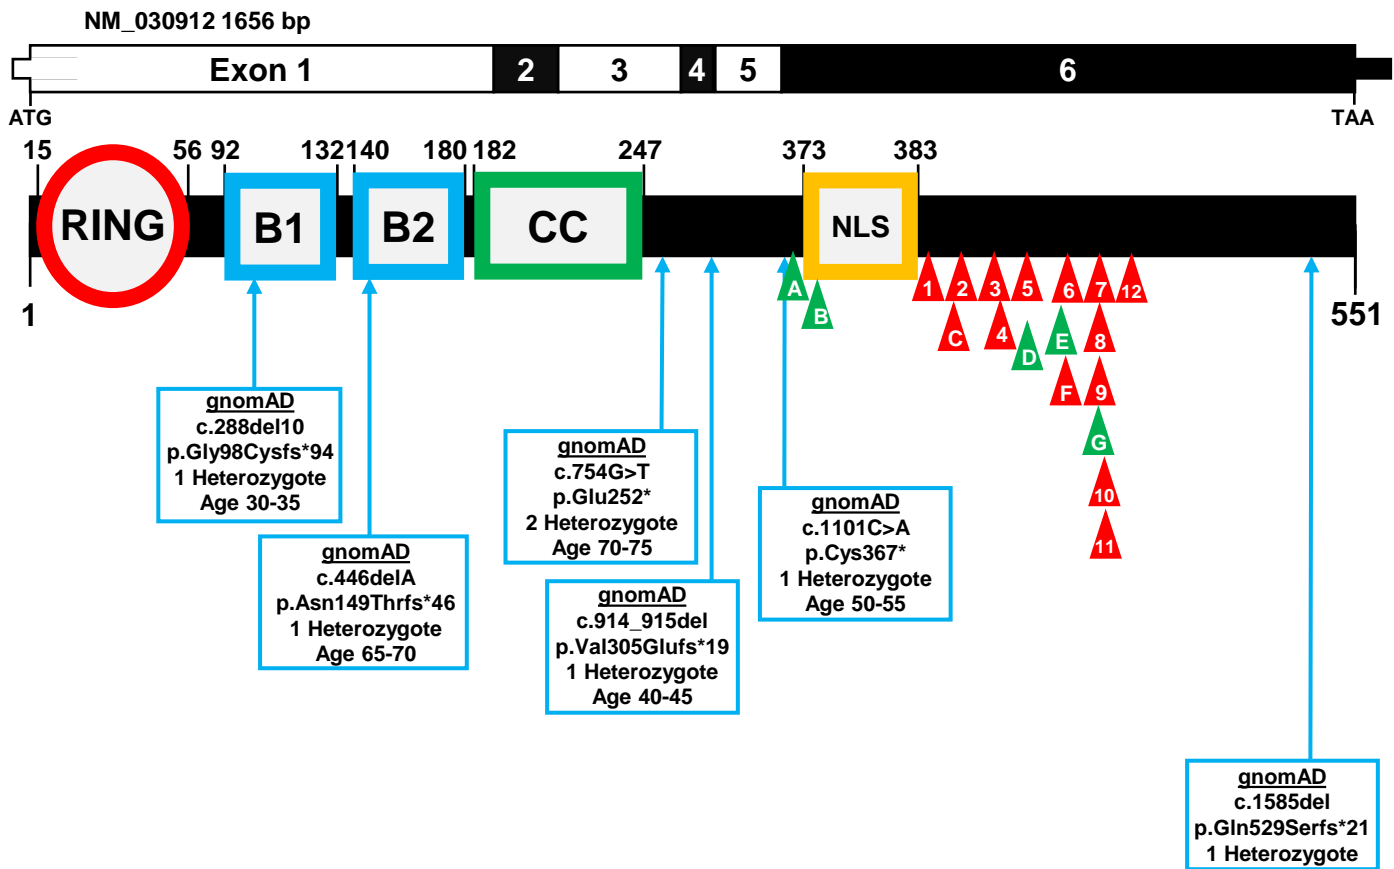 NM_030912 1656 bp
Exon 1 2 3 4 5 6
ATG TAA
15 56 92 132 140 180 182 247 373 383
RING B1 B2 CC NLS
1 551
A 1 2 3 5 6 7 12
B C 4 D E 8
F 9
G
10
11
gnomAD
c.288del10
p.Gly98Cysfs*94
1 Heterozygote
Age 30-35
gnomAD
c.446delA
p.Asn149Thrfs*46
1 Heterozygote
Age 65-70
gnomAD
c.754G>T
p.Glu252*
2 Heterozygote
Age 70-75
gnomAD
c.914_915del
p.Val305Glufs*19
1 Heterozygote
Age 40-45
gnomAD
c.1101C>A
p.Cys367*
1 Heterozygote
Age 50-55
gnomAD
c.1585del
p.Gln529Serfs*21
1 Heterozygote